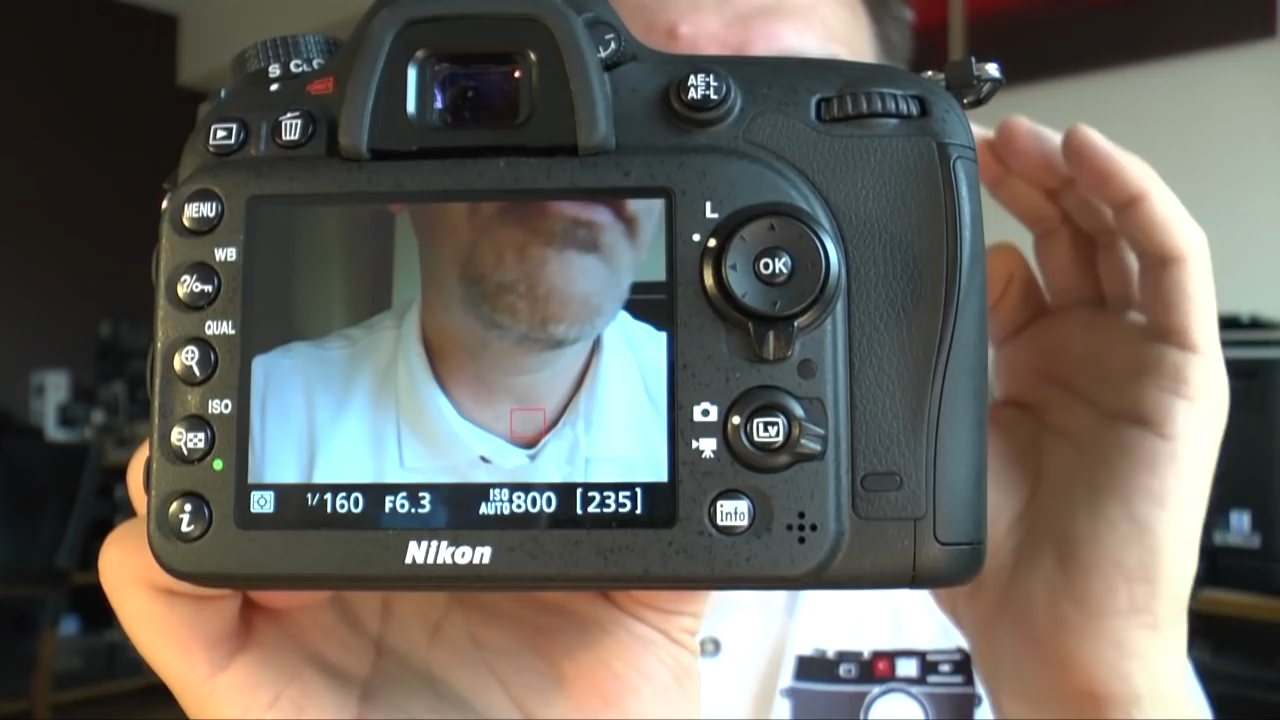 S CL C
AE-L
AF-L
MENU
WB
?
QUAL
ISO
i
L
OK
Lv
info
1/160 F6.3 ISO AUTO 800 [235]
Nikon